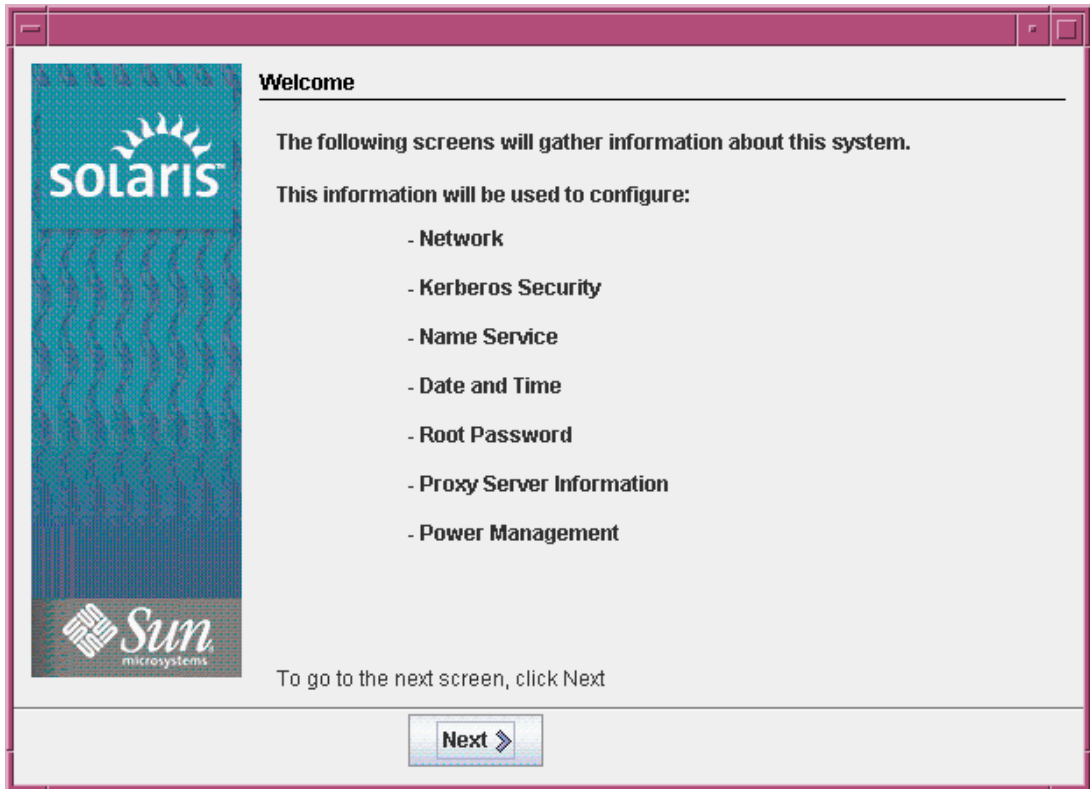 Welcome
solaris™
The following screens will gather information about this system.
This information will be used to configure:
- Network
- Kerberos Security
- Name Service
- Date and Time
- Root Password
- Proxy Server Information
- Power Management
Sun
microsystems
To go to the next screen, click Next
Next